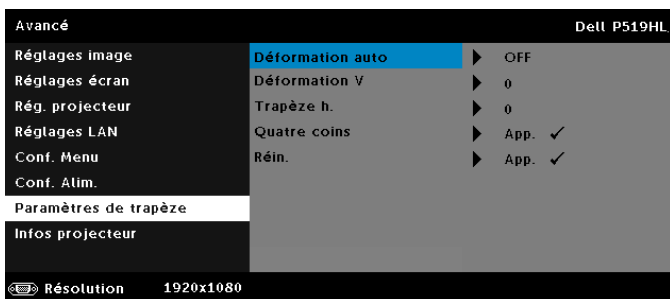 Avancé Dell P519HL
Réglages image
Réglages écran
Rég. projecteur
Réglages LAN
Conf. Menu
Conf. Alim.
Paramètres de trapèze
Infos projecteur
Déformation auto OFF
Déformation V 0
Trapèze h. 0
Quatre coins App. ✓
Réin. App. ✓
Résolution 1920x1080